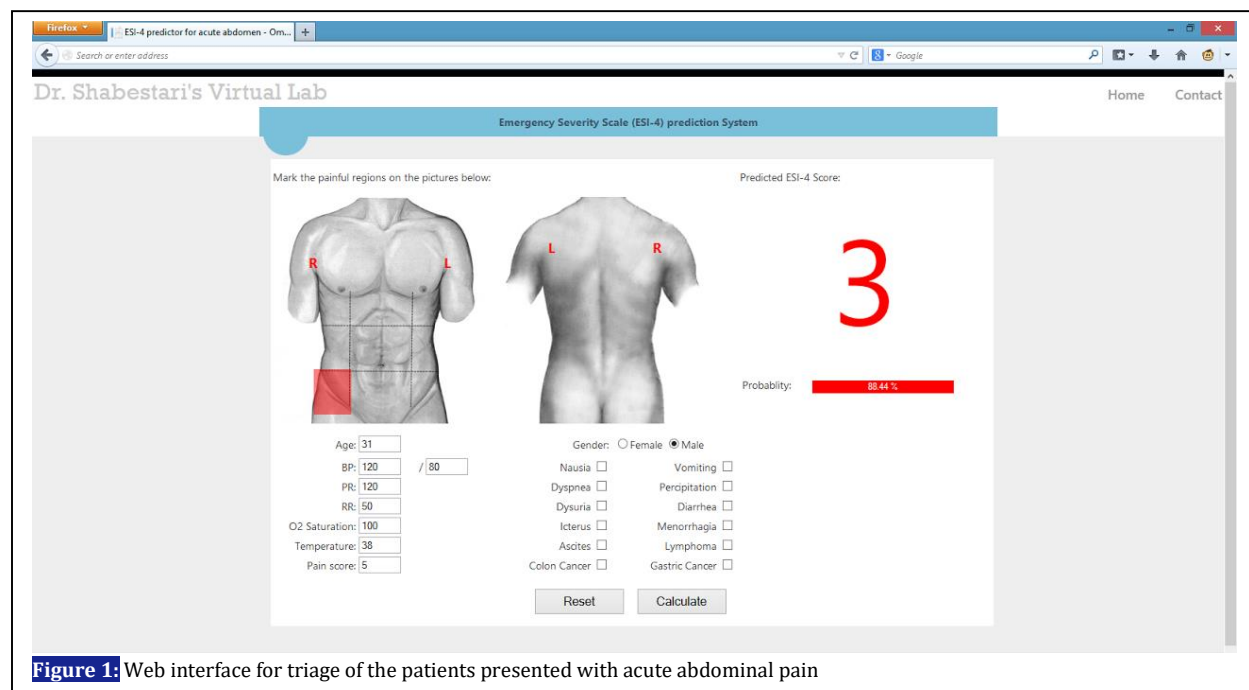 Firefox
ESI-4 predictor for acute abdomen - Om... +
Search or enter address
Google
Dr. Shabestari's Virtual Lab
Home Contact
Emergency Severity Scale (ESI-4) prediction System
Mark the painful regions on the pictures below:
Predicted ESI-4 Score:
R L L R
3
Probablity: 88.44 %
Age: 31
Gender: Female Male
BP: 120 / 80
Nausia Vomiting
PR: 120
Dyspnea Percipitation
RR: 50
Dysuria Diarrhea
O2 Saturation: 100
Icterus Menorrhagia
Temperature: 38
Ascites Lymphoma
Pain score: 5
Colon Cancer Gastric Cancer
Reset Calculate
Figure 1: Web interface for triage of the patients presented with acute abdominal pain